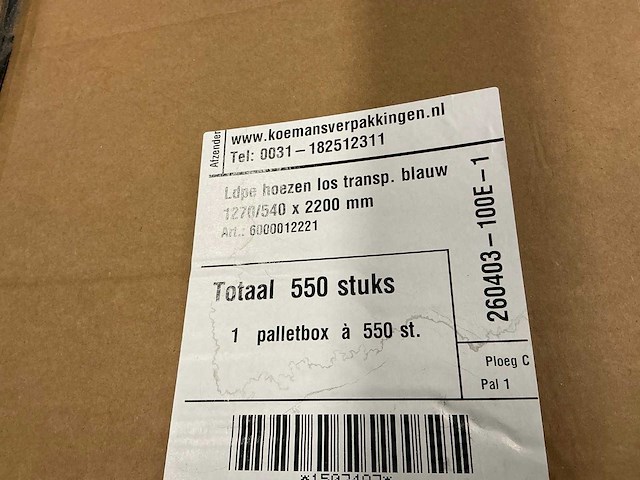 Afzender
www.koemansverpakkingen.nl
Tel: 0031-182512311
Ldpe hoezen los transp. blauw
1270/540 x 2200 mm
Art.: 6000012221
260403-100E-1
Totaal 550 stuks
1 palletbox à 550 st.
Ploeg C
Pal 1